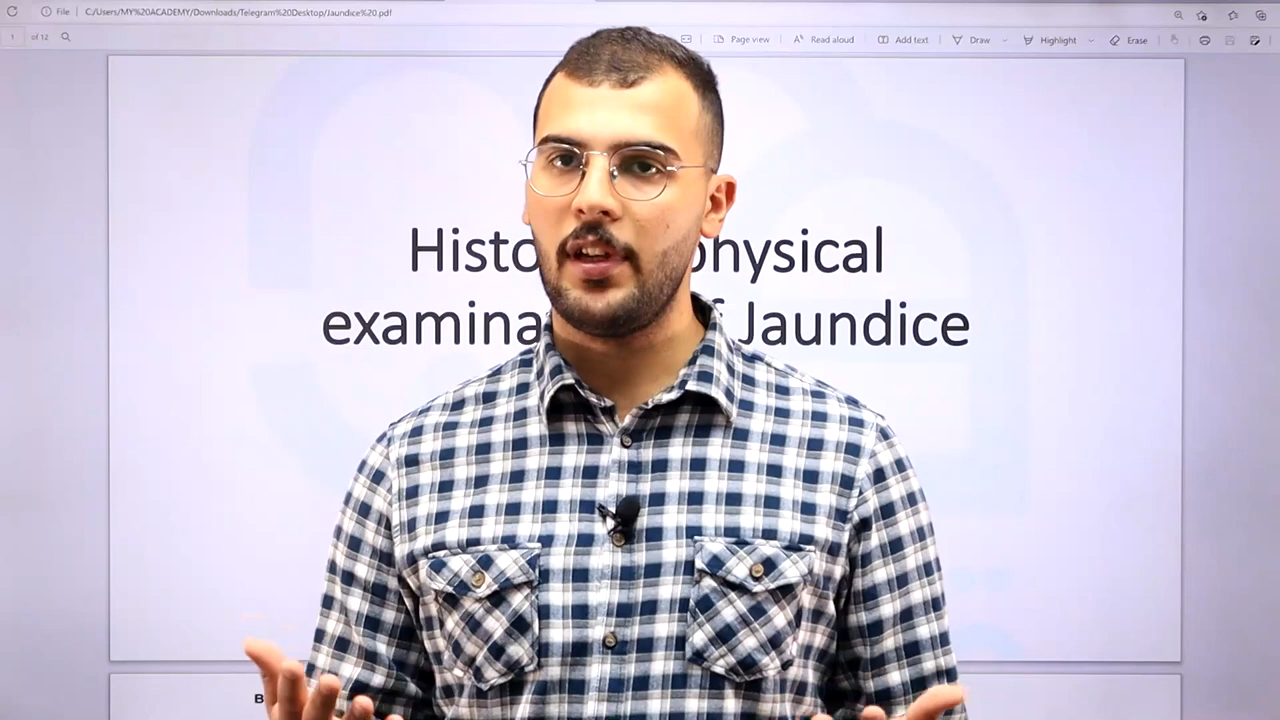 File C:/Users/MY%20ACADEMY/Downloads/Telegram%20Desktop/Jaundice%20.pdf
1 of 12 Page view Read aloud Add text Draw Highlight Erase
Histo physical
examina f Jaundice
B